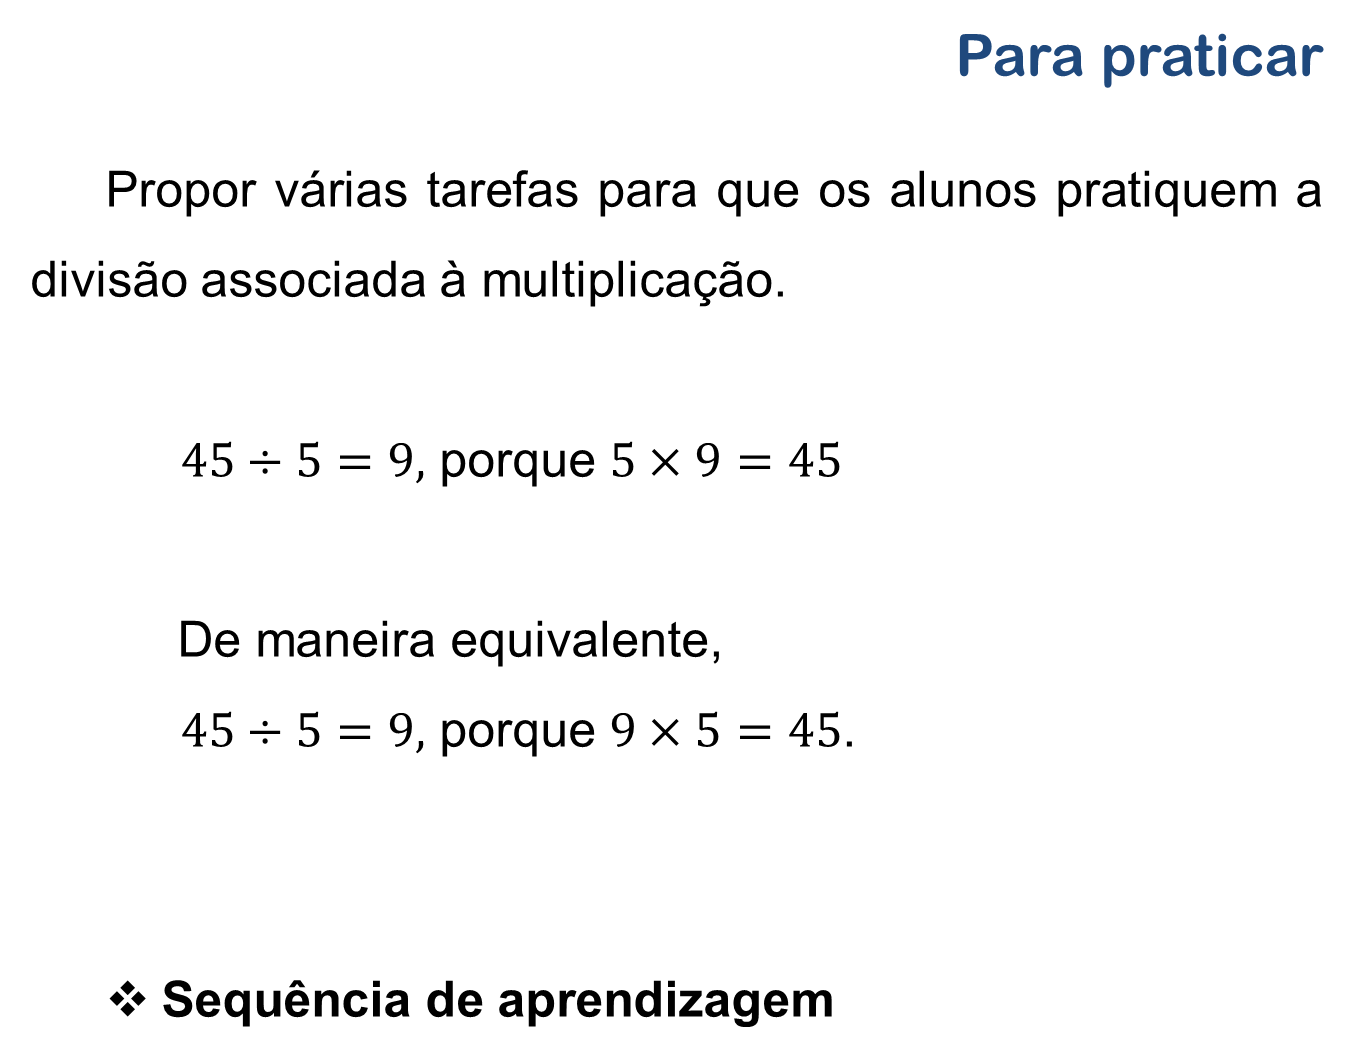 Para praticar
Propor várias tarefas para que os alunos pratiquem a
divisão associada à multiplicação.
45 ÷ 5 = 9, porque 5 × 9 = 45
De maneira equivalente,
45 ÷ 5 = 9, porque 9 × 5 = 45.
❖ Sequência de aprendizagem